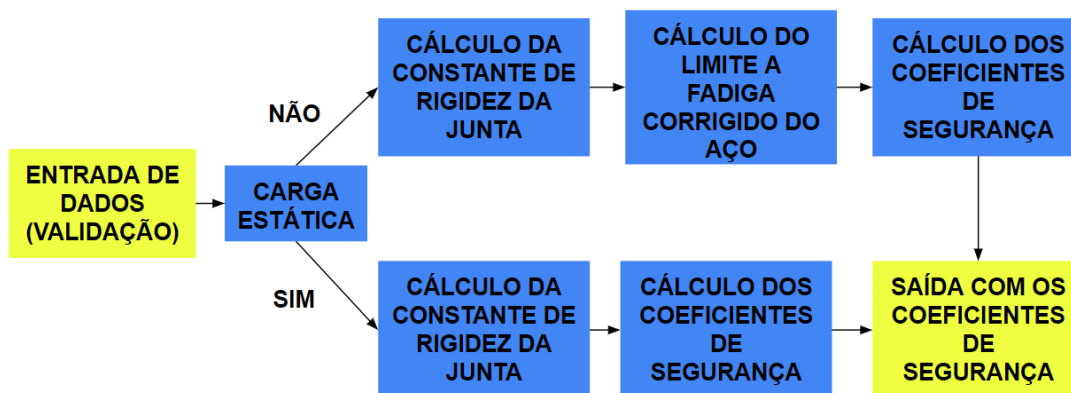 ENTRADA DE
DADOS
(VALIDAÇÃO)
CARGA
ESTÁTICA
NÃO
CÁLCULO DA
CONSTANTE DE
RIGIDEZ DA
JUNTA
CÁLCULO DO
LIMITE A
FADIGA
CORRIGIDO DO
AÇO
CÁLCULO DOS
COEFICIENTES
DE
SEGURANÇA
SIM
CÁLCULO DA
CONSTANTE DE
RIGIDEZ DA
JUNTA
CÁLCULO DOS
COEFICIENTES
DE
SEGURANÇA
SAÍDA COM OS
COEFICIENTES
DE
SEGURANÇA